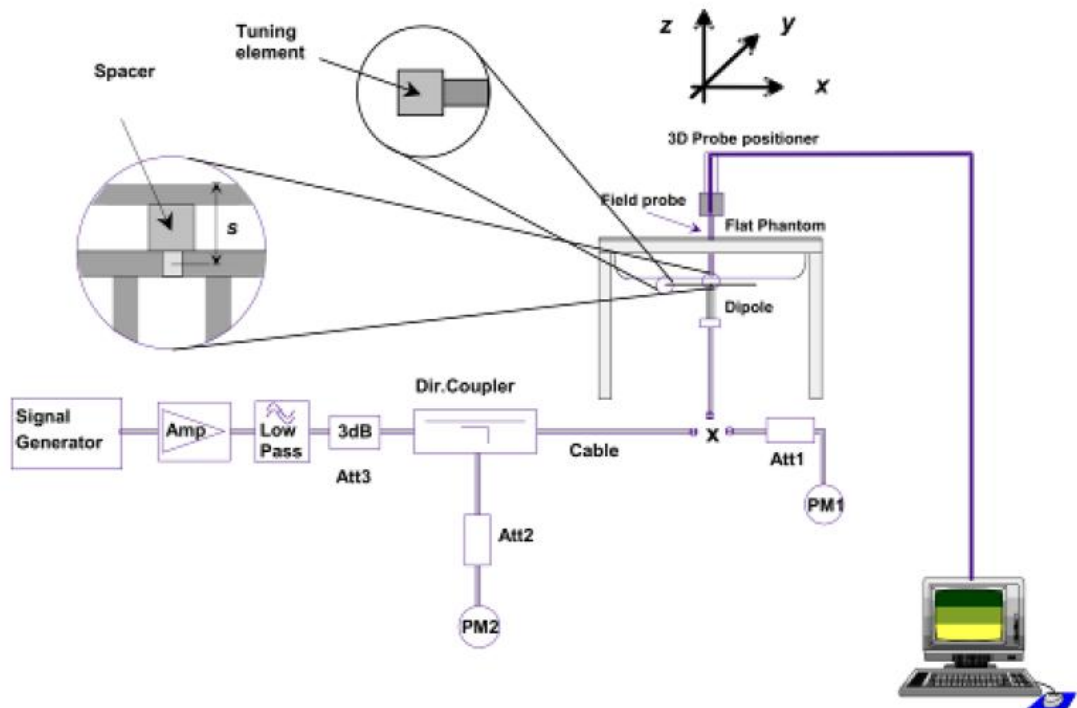 Tuning
element
Spacer
s
z
y
x
3D Probe positioner
Field probe
Flat Phantom
Dipole
Dir.Coupler
Signal
Generator
Amp
Low
Pass
3dB
Att3
Cable
x
Att1
PM1
Att2
PM2